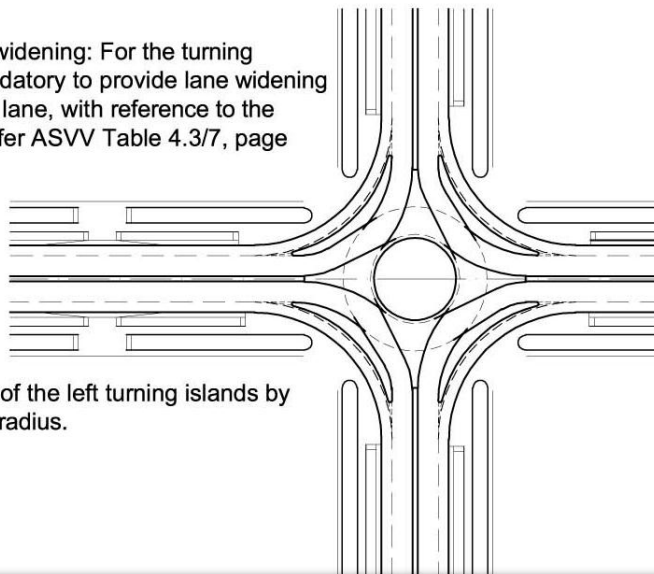 widening: For the turning
datory to provide lane widening
lane, with reference to the
fer ASVV Table 4.3/7, page
of the left turning islands by
radius.